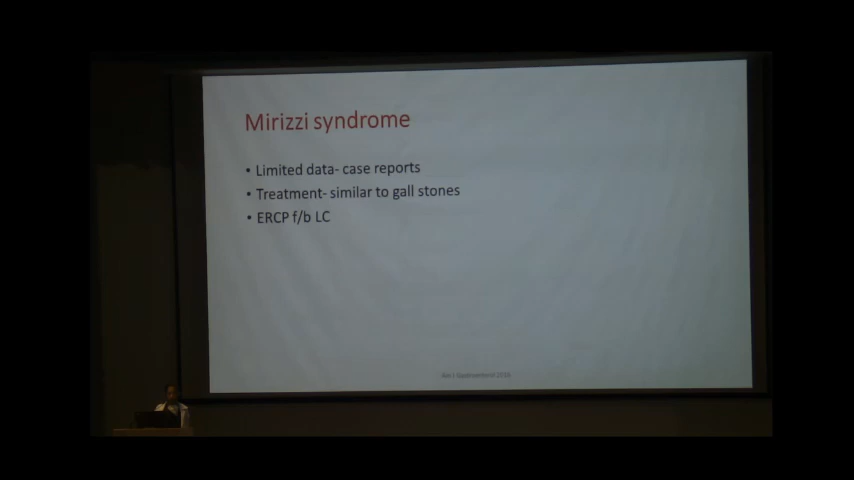 Mirizzi syndrome
• Limited data- case reports
• Treatment- similar to gall stones
• ERCP f/b LC